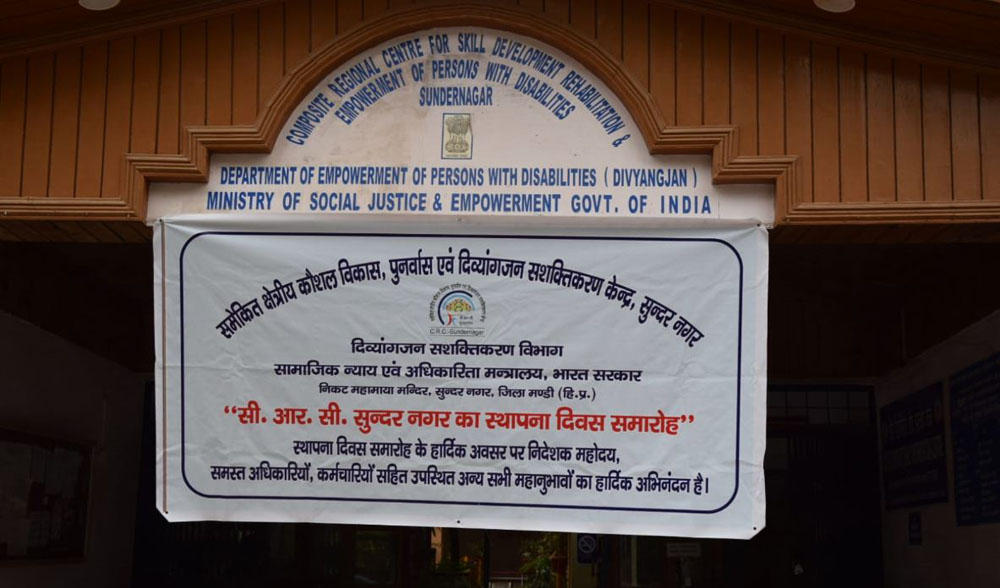 COMPOSITE REGIONAL CENTRE FOR SKILL DEVELOPMENT REHABILITATION &
EMPOWERMENT OF PERSONS WITH DISABILITIES
SUNDERNAGAR
DEPARTMENT OF EMPOWERMENT OF PERSONS WITH DISABILITIES ( DIVYANGJAN )
MINISTRY OF SOCIAL JUSTICE & EMPOWERMENT GOVT. OF INDIA
समेकित क्षेत्रीय कौशल विकास, पुनर्वास एवं दिव्यांगजन सशक्तिकरण केन्द्र, सुन्दर नगर
C.R.C.-Sundernagar
दिव्यांगजन सशक्तिकरण विभाग
सामाजिक न्याय एवं अधिकारिता मन्त्रालय, भारत सरकार
निकट महामाया मन्दिर, सुन्दर नगर, जिला मण्डी (हि.प्र.)
“सी. आर. सी. सुन्दर नगर का स्थापना दिवस समारोह”
स्थापना दिवस समारोह के हार्दिक अवसर पर निदेशक महोदय,
समस्त अधिकारियों, कर्मचारियों सहित उपस्थित अन्य सभी महानुभावों का हार्दिक अभिनंदन है।